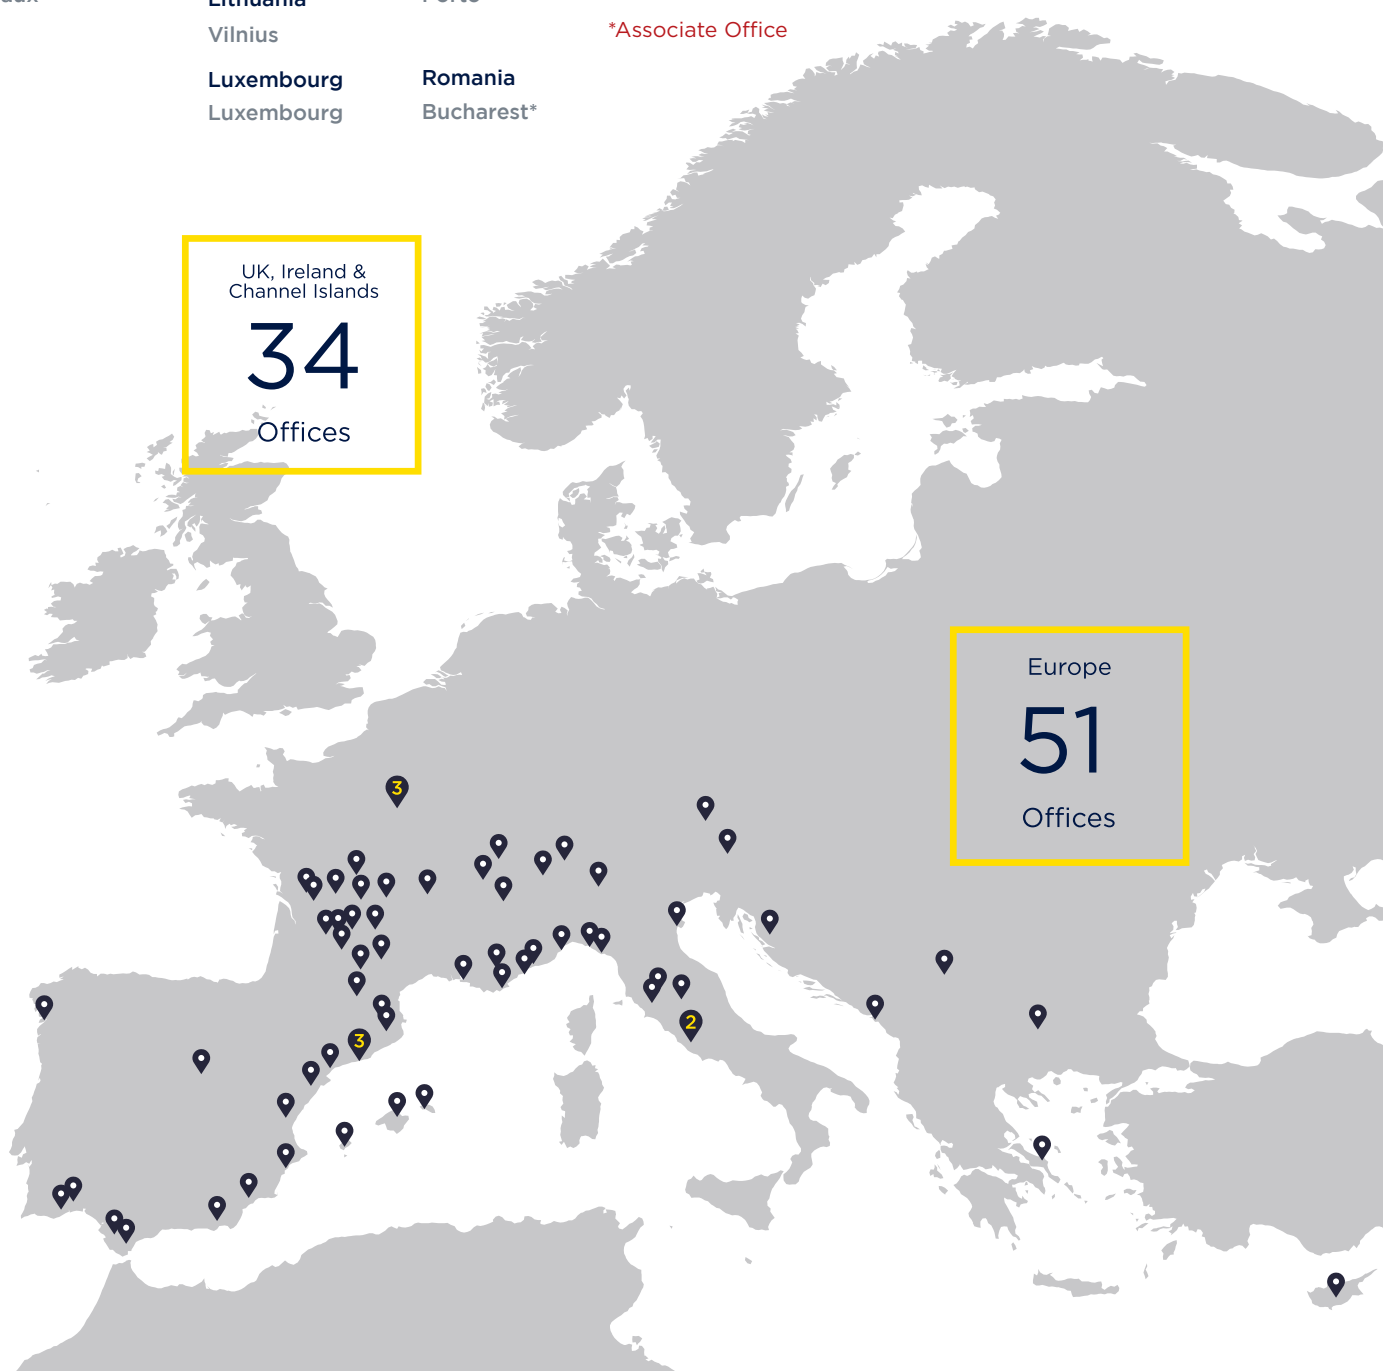 Lithuania
Vilnius
Luxembourg
Luxembourg
Romania
Bucharest*
*Associate Office
UK, Ireland &
Channel Islands
34
Offices
Europe
51
Offices
3
3
2